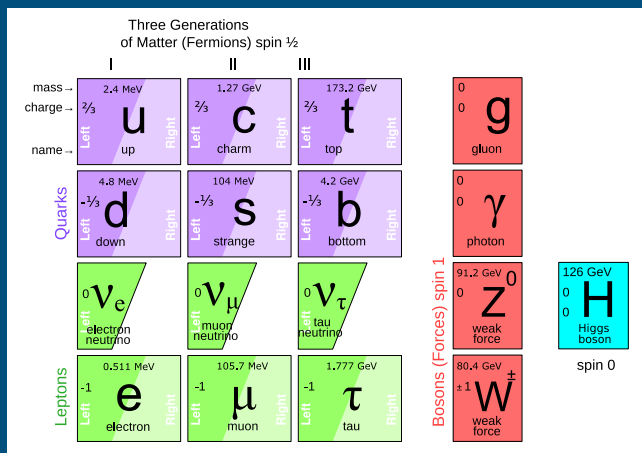 Three Generations
of Matter (Fermions) spin ½
I II III
mass→
charge→
name→
2.4 MeV
⅔
u
Left
Right
up
1.27 GeV
⅔
c
Left
Right
charm
173.2 GeV
⅔
t
Left
Right
top
0
0
g
gluon
Quarks
4.8 MeV
-⅓
d
Left
Right
down
104 MeV
-⅓
s
Left
Right
strange
4.2 GeV
-⅓
b
Left
Right
bottom
0
0
γ
photon
0
νe
Left
electron
neutrino
0
νμ
Left
muon
neutrino
0
ντ
Left
tau
neutrino
Bosons (Forces) spin 1
91.2 GeV
0
Z⁰
weak
force
126 GeV
0
0
H
Higgs
boson
spin 0
Leptons
0.511 MeV
-1
e
Left
Right
electron
105.7 MeV
-1
μ
Left
Right
muon
1.777 GeV
-1
τ
Left
Right
tau
80.4 GeV
±1
W±
weak
force